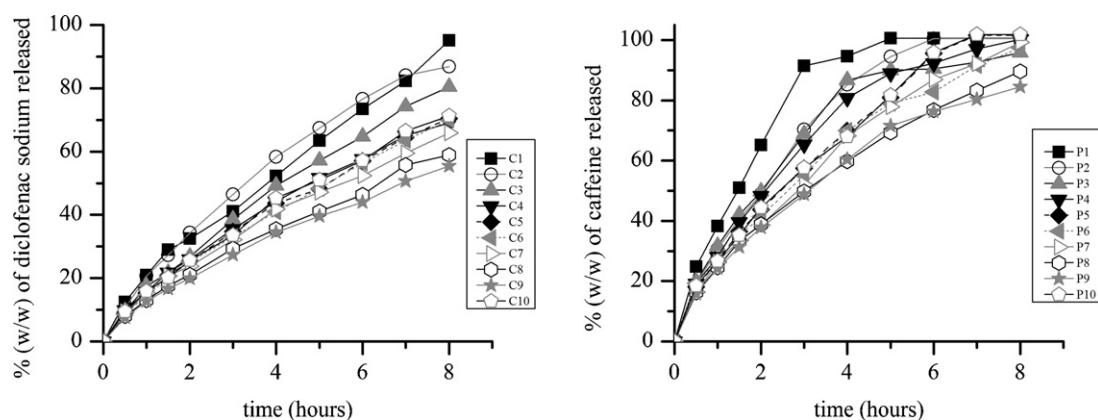 % (w/w) of diclofenac sodium released
100
80
60
40
20
0
0 2 4 6 8
time (hours)
C1
C2
C3
C4
C5
C6
C7
C8
C9
C10
% (w/w) of caffeine released
100
80
60
40
20
0
0 2 4 6 8
time (hours)
P1
P2
P3
P4
P5
P6
P7
P8
P9
P10